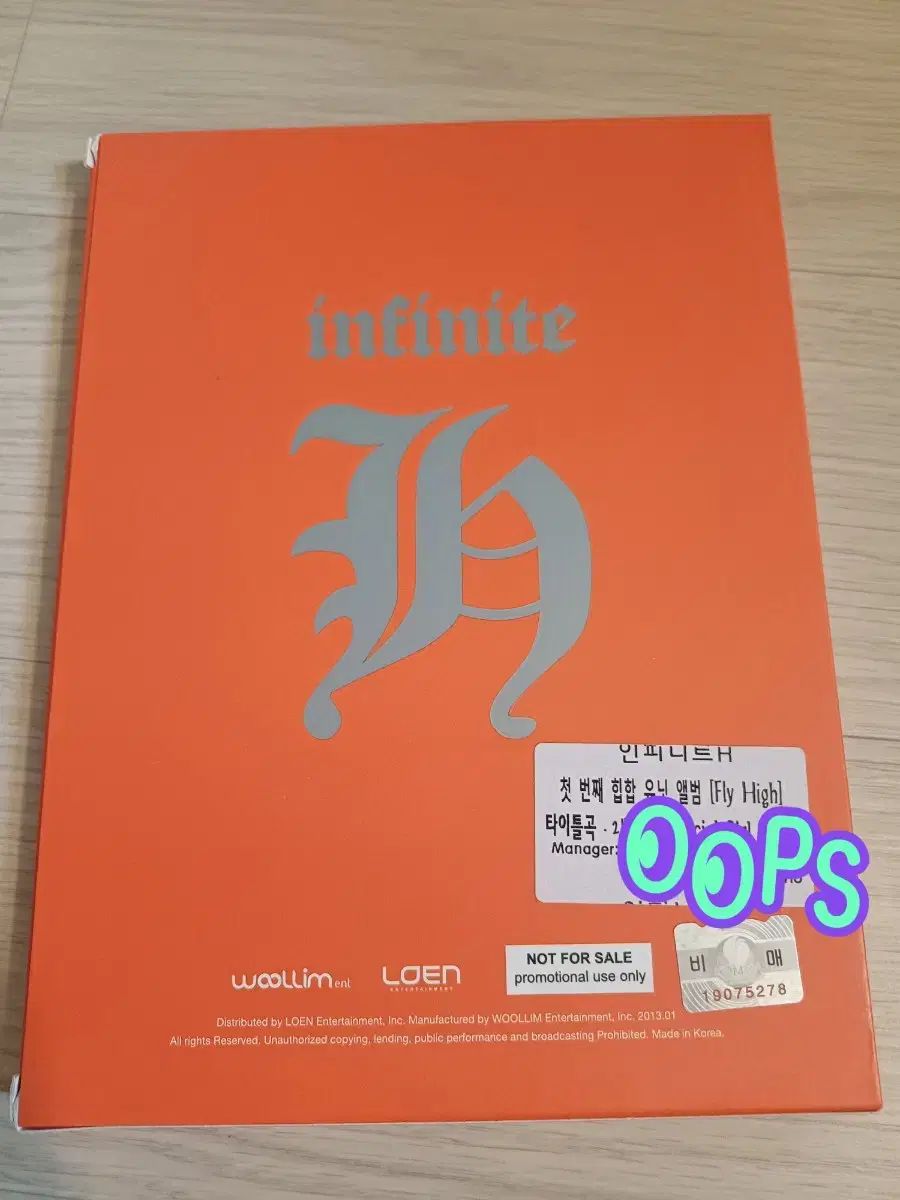 infinite
H
인피니트H
첫 번째 힙합 유닛 앨범 [Fly High]
타이틀곡 .
Manager:
OOPS
woollim ent
LOEN
ENTERTAINMENT
NOT FOR SALE
promotional use only
비 매
19075278
Distributed by LOEN Entertainment, Inc. Manufactured by WOOLLIM Entertainment, Inc. 2013.01
All rights Reserved. Unauthorized copying, lending, public performance and broadcasting Prohibited. Made in Korea.